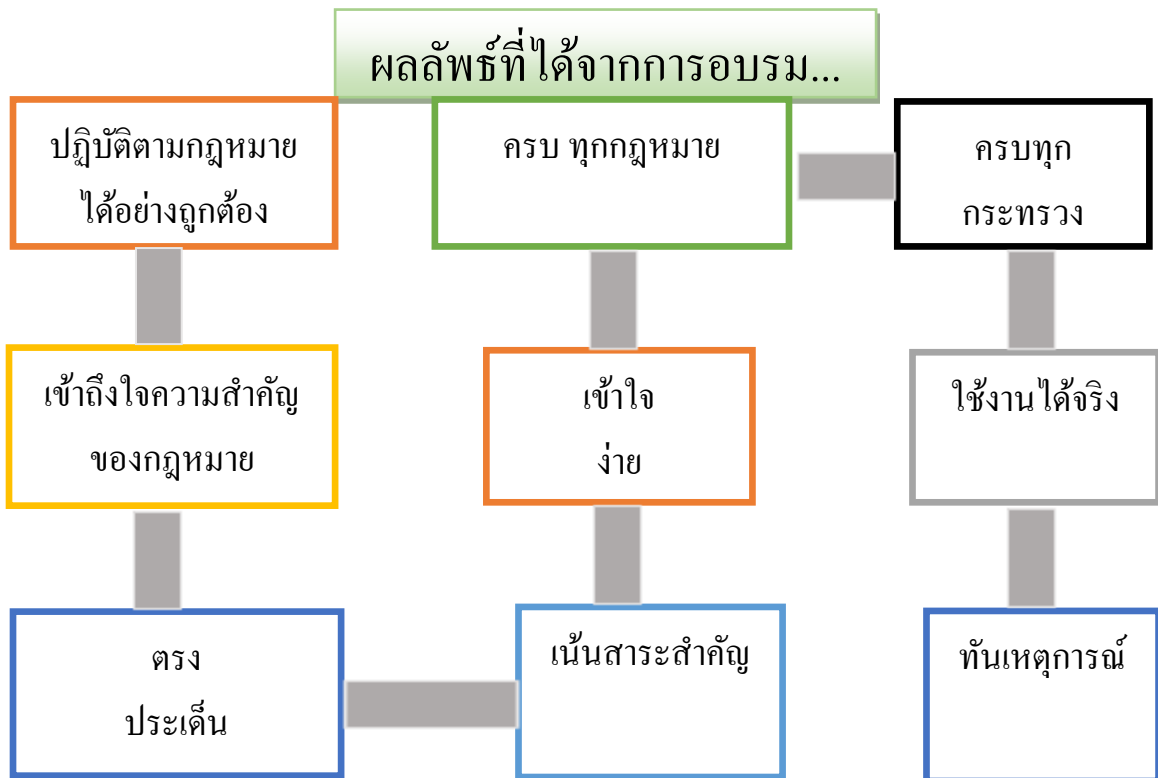 ผลลัพธ์ที่ได้จากการอบรม...
ปฏิบัติตามกฎหมาย
ได้อย่างถูกต้อง
เข้าถึงใจความสำคัญ
ของกฎหมาย
ตรง
ประเด็น
เน้นสาระสำคัญ
เข้าใจ
ง่าย
ครบ ทุกกฎหมาย
ครบทุก
กระทรวง
ใช้งานได้จริง
ทันเหตุการณ์